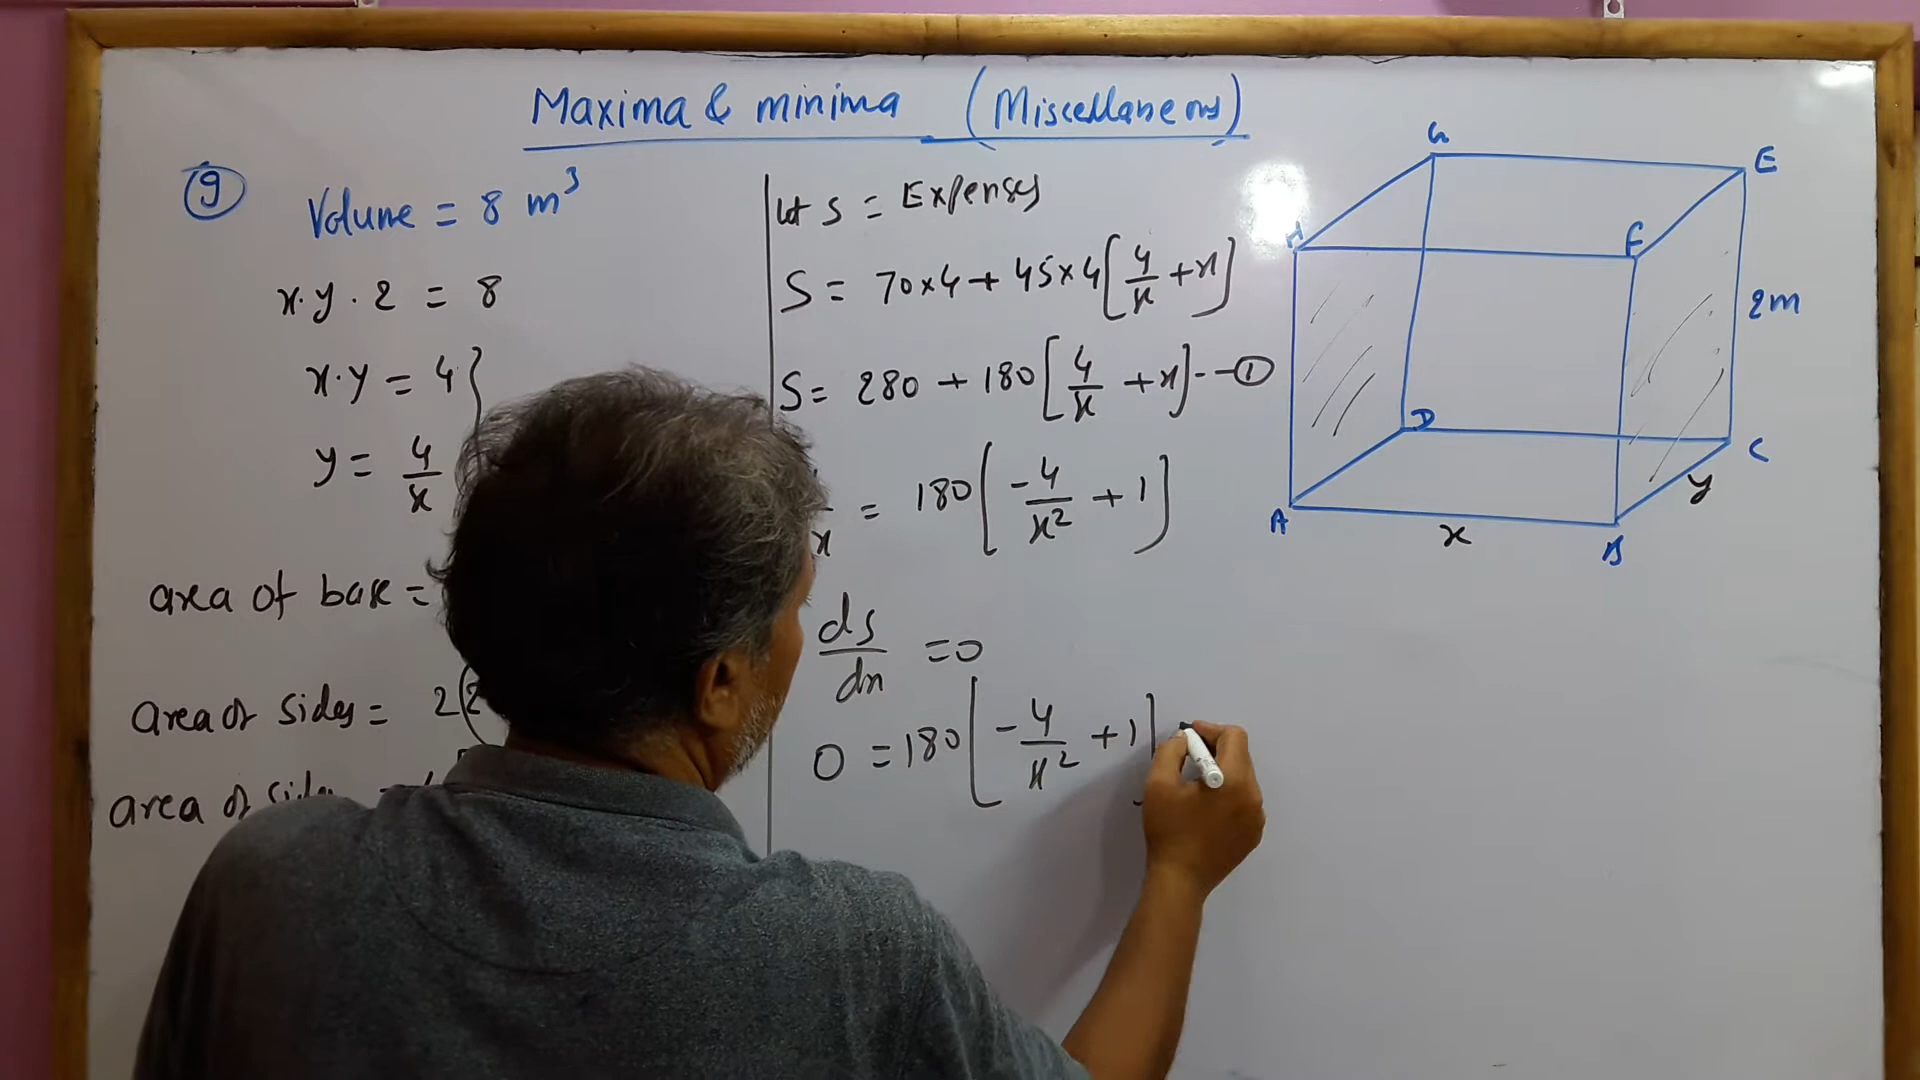 Maxima & minima (Miscellaneous)
9
Volume = 8 m³
x.y.2 = 8
x.y = 4
y = 4/x
area of base =
area of sides = 2(2
area of sides =
let S = Expenses
S = 70×4 + 45×4[4/x + x]
S = 280 + 180[4/x + x] --- ①
= 180[-4/x² + 1]
ds/dx = 0
0 = 180[-4/x² + 1]
G
E
H
F
2m
D
C
y
A
x
B